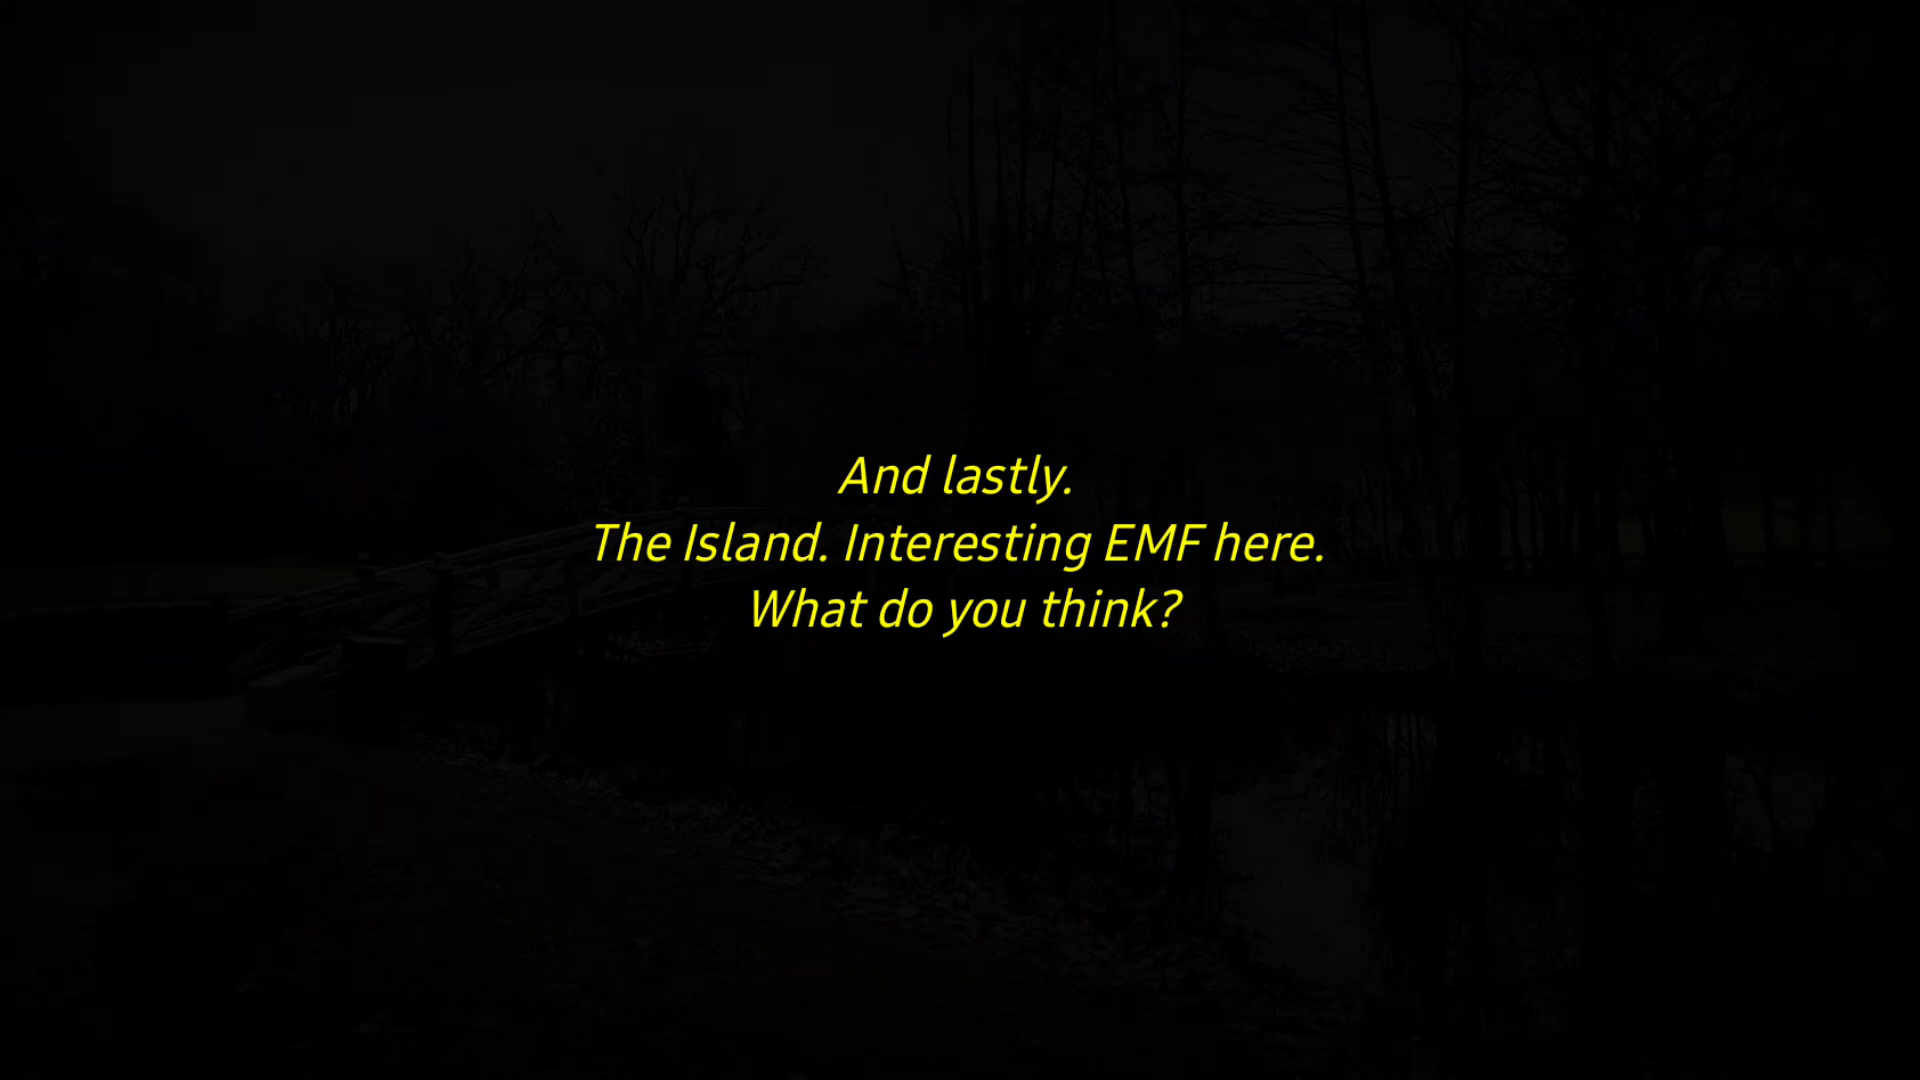 And lastly.
The Island. Interesting EMF here.
What do you think?